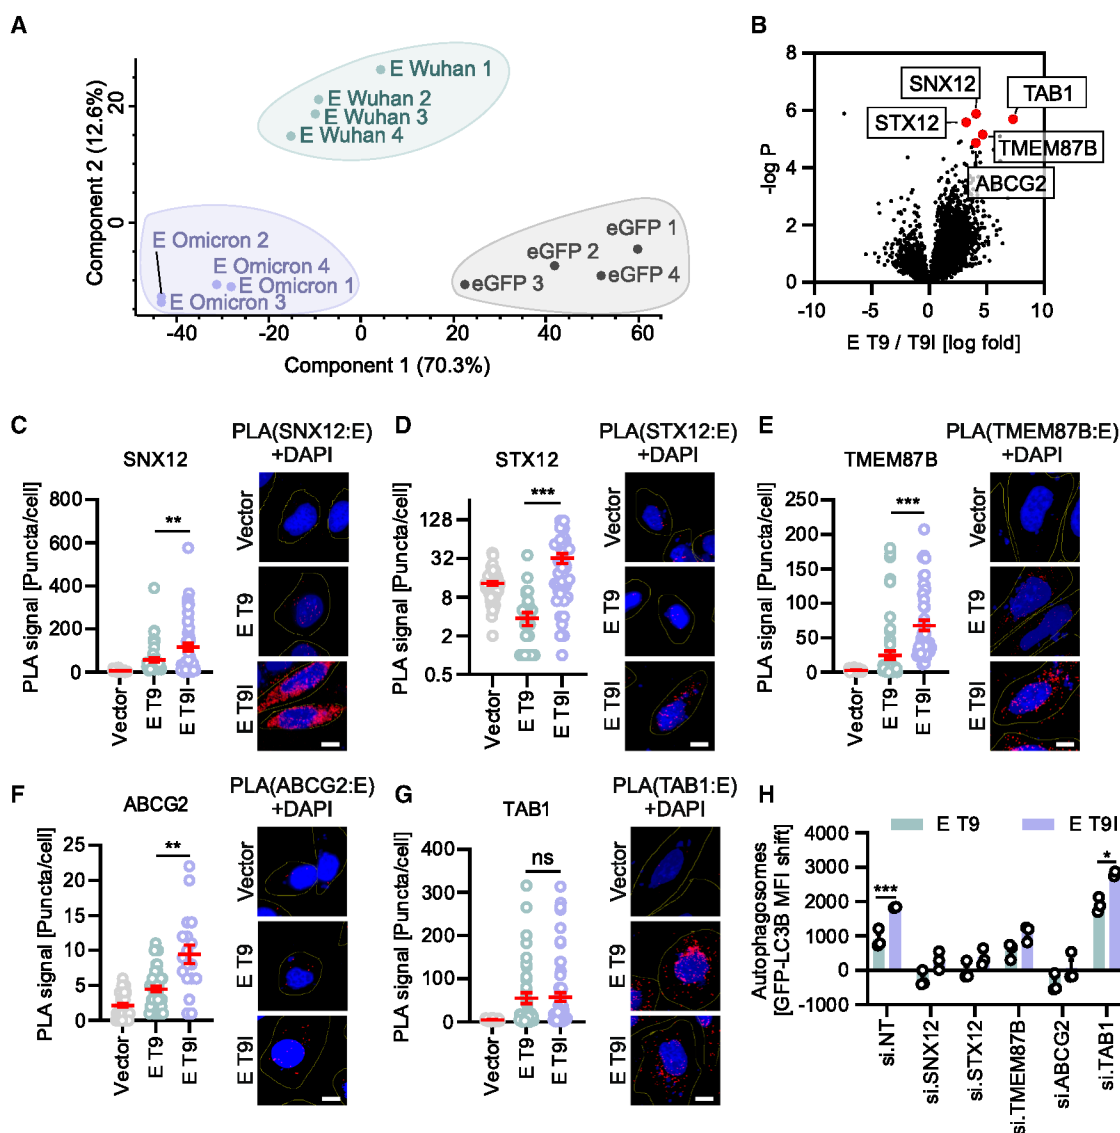 A
Component 2 (12.6%)
20
0
E Wuhan 1
E Wuhan 2
E Wuhan 3
E Wuhan 4
E Omicron 2
E Omicron 4
E Omicron 1
E Omicron 3
eGFP 1
eGFP 2
eGFP 3
eGFP 4
-40
-20
0
20
40
60
Component 1 (70.3%)
B
-log P
8
6
4
2
0
SNX12
TAB1
STX12
TMEM87B
ABCG2
-10
-5
0
5
10
E T9 / T9I [log fold]
C
SNX12
PLA(SNX12:E)
+DAPI
PLA signal [Puncta/cell]
800
600
400
200
0
**
Vector
E T9
E T9I
Vector
E T9
E T9I
D
STX12
PLA(STX12:E)
+DAPI
PLA signal [Puncta/cell]
128
32
8
2
0.5
***
Vector
E T9
E T9I
Vector
E T9
E T9I
E
TMEM87B
PLA(TMEM87B:E)
+DAPI
PLA signal [Puncta/cell]
250
200
150
100
50
0
***
Vector
E T9
E T9I
Vector
E T9
E T9I
F
ABCG2
PLA(ABCG2:E)
+DAPI
PLA signal [Puncta/cell]
25
20
15
10
5
0
**
Vector
E T9
E T9I
Vector
E T9
E T9I
G
TAB1
PLA(TAB1:E)
+DAPI
PLA signal [Puncta/cell]
400
300
200
100
0
ns
Vector
E T9
E T9I
Vector
E T9
E T9I
H
E T9
E T9I
Autophagosomes
[GFP-LC3B MFI shift]
4000
3000
2000
1000
0
-1000
***
*
si.NT
si.SNX12
si.STX12
si.TMEM87B
si.ABCG2
si.TAB1